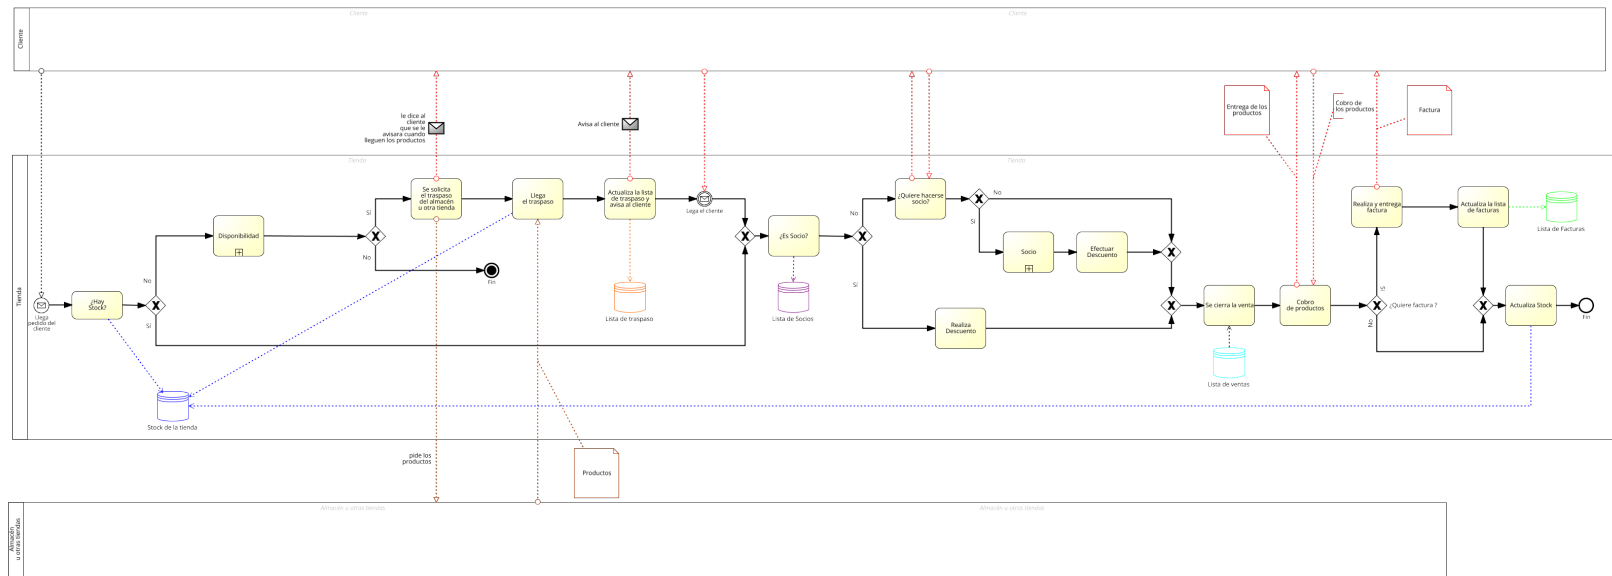 Cliente
Cliente
Cliente
le dice al
cliente
que se le
avisara cuando
lleguen los productos
Avisa al cliente
Entrega de los
productos
Cobro de
los productos
Factura
Tienda
Tienda
Tienda
Llega
pedido del
cliente
¿Hay
Stock?
No
Sí
Disponibilidad
Sí
No
Se solicita
el traspaso
del almacén
u otra tienda
Fin
Llega
el traspaso
Actualiza la lista
de traspaso y
avisa al cliente
Lega el cliente
Lista de traspaso
¿Es Socio?
Lista de Socios
No
Sí
¿Quiere hacerse
socio?
No
Sí
Socio
Efectuar
Descuento
Realiza
Descuento
Se cierra la venta
Lista de ventas
Cobro
de productos
¿Quiere factura ?
Sí
No
Realiza y entrega
factura
Actualiza la lista
de facturas
Lista de Facturas
Actualiza Stock
Fin
Stock de la tienda
pide los
productos
Productos
Almacén
u otras tiendas
Almacén u otras tiendas
Almacén u otras tiendas